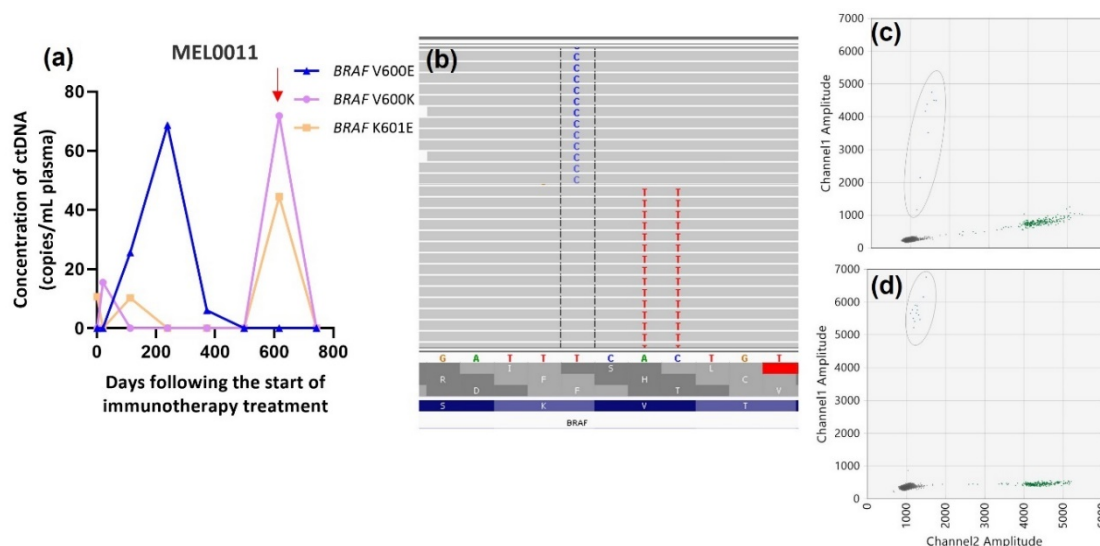 (a)
MEL0011
BRAF V600E
BRAF V600K
BRAF K601E
Concentration of ctDNA
(copies/mL plasma)
80
60
40
20
0
0 200 400 600 800
Days following the start of
immunotherapy treatment
(b)
C
C
C
C
C
C
C
C
C
C
C
C
T T
T T
T T
T T
T T
T T
T T
T T
T T
T T
T T
T T
G A T T T C A C T G T
I S L
R F H C
D F T V
S K V T
BRAF
(c)
Channel1 Amplitude
7000
6000
5000
4000
3000
2000
1000
0
(d)
Channel1 Amplitude
7000
6000
5000
4000
3000
2000
1000
0
0 1000 2000 3000 4000 5000 6000
Channel2 Amplitude